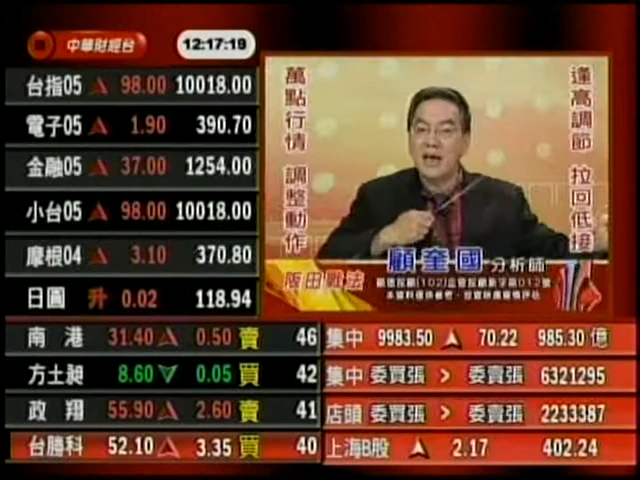 中華財經台 12:17:19
台指05 ▲ 98.00 10018.00
電子05 ▲ 1.90 390.70
金融05 ▲ 37.00 1254.00
小台05 ▲ 98.00 10018.00
摩根04 ▲ 3.10 370.80
日圓 升 0.02 118.94
萬點行情 調整動作
逢高調節 拉回低接
顧奎國 分析師
阪田戰法
南港 31.40 ▲ 0.50 賣 46
方土昶 8.60 ▽ 0.05 買 42
政翔 55.90 ▲ 2.60 賣 41
台勝科 52.10 ▲ 3.35 買 40
集中 9983.50 ▲ 70.22 985.30 億
集中 委買張 > 委賣張 6321295
店頭 委買張 > 委賣張 2233387
上海B股 ▲ 2.17 402.24